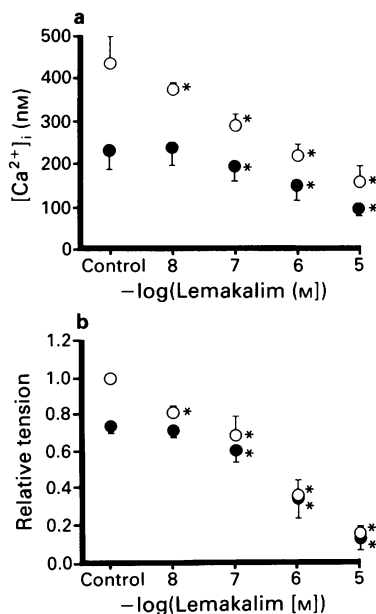 a
500
400
300
200
100
0
[Ca²⁺]ᵢ (nM)
* * * *
* * *
Control 8 7 6 5
−log(Lemakalim (M])
b
1.2
1.0
0.8
0.6
0.4
0.2
0.0
Relative tension
* * * *
* * *
Control 8 7 6 5
−log(Lemakalim [M])